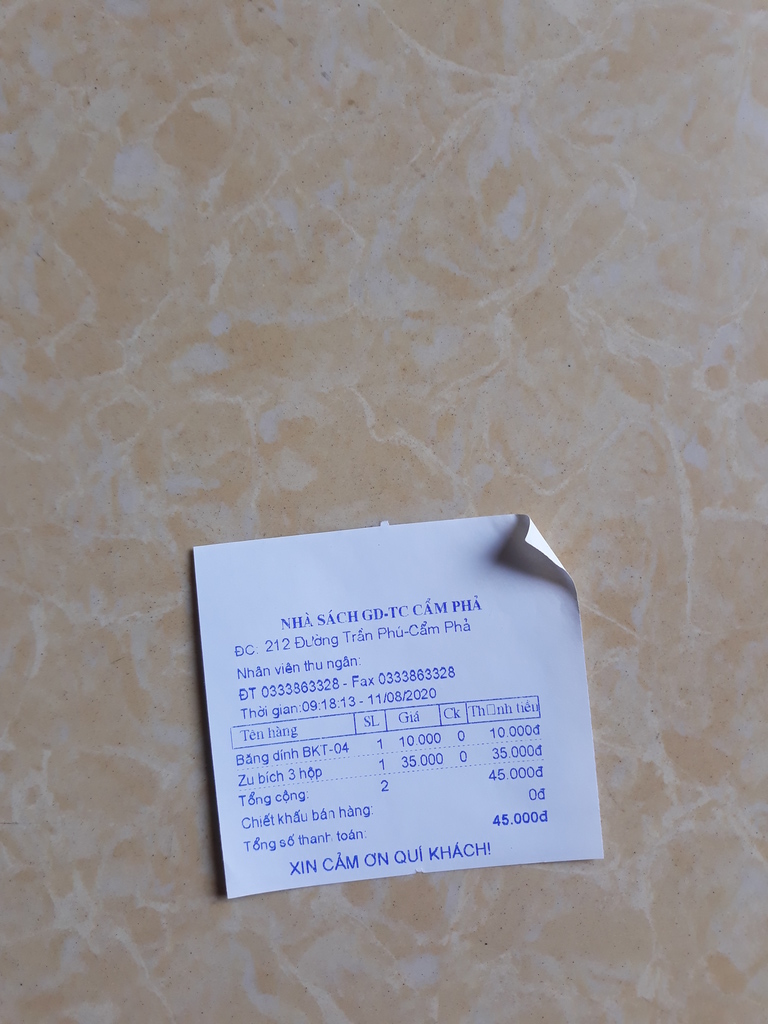 NHÀ SÁCH GD-TC CẨM PHẢ
ĐC: 212 Đường Trần Phú-Cẩm Phả
Nhân viên thu ngân:
ĐT 0333863328 - Fax 0333863328
Thời gian:09:18:13 - 11/08/2020
Tên hàng SL Giá Ck Th□nh tiền
Băng dính BKT-04 1 10.000 0 10.000đ
Zu bích 3 hộp 1 35.000 0 35.000đ
Tổng cộng: 2 45.000đ
Chiết khấu bán hàng: 0đ
Tổng số thanh toán: 45.000đ
XIN CẢM ƠN QUÍ KHÁCH!